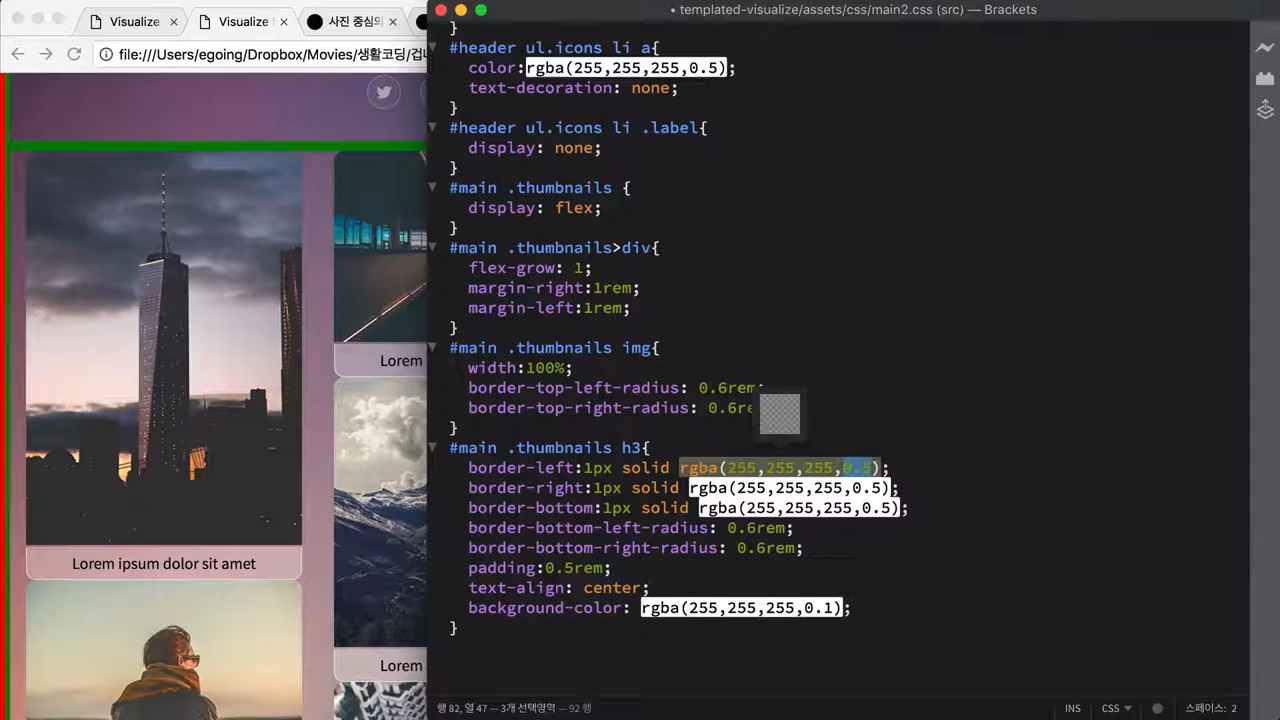 Visualize
Visualize
사진 중심의
templated-visualize/assets/css/main2.css (src) — Brackets
file:///Users/egoing/Dropbox/Movies/생활코딩/겁니
}
#header ul.icons li a{
color:rgba(255,255,255,0.5);
text-decoration: none;
}
#header ul.icons li .label{
display: none;
}
#main .thumbnails {
display: flex;
}
#main .thumbnails>div{
flex-grow: 1;
margin-right:1rem;
margin-left:1rem;
}
#main .thumbnails img{
width:100%;
border-top-left-radius: 0.6rem;
border-top-right-radius: 0.6re
}
#main .thumbnails h3{
border-left:1px solid rgba(255,255,255,0.5);
border-right:1px solid rgba(255,255,255,0.5);
border-bottom:1px solid rgba(255,255,255,0.5);
border-bottom-left-radius: 0.6rem;
border-bottom-right-radius: 0.6rem;
padding:0.5rem;
text-align: center;
background-color: rgba(255,255,255,0.1);
}
Lorem
Lorem ipsum dolor sit amet
Lorem
행 82, 열 47 — 3개 선택영역 — 92 행
INS
CSS
스페이스: 2